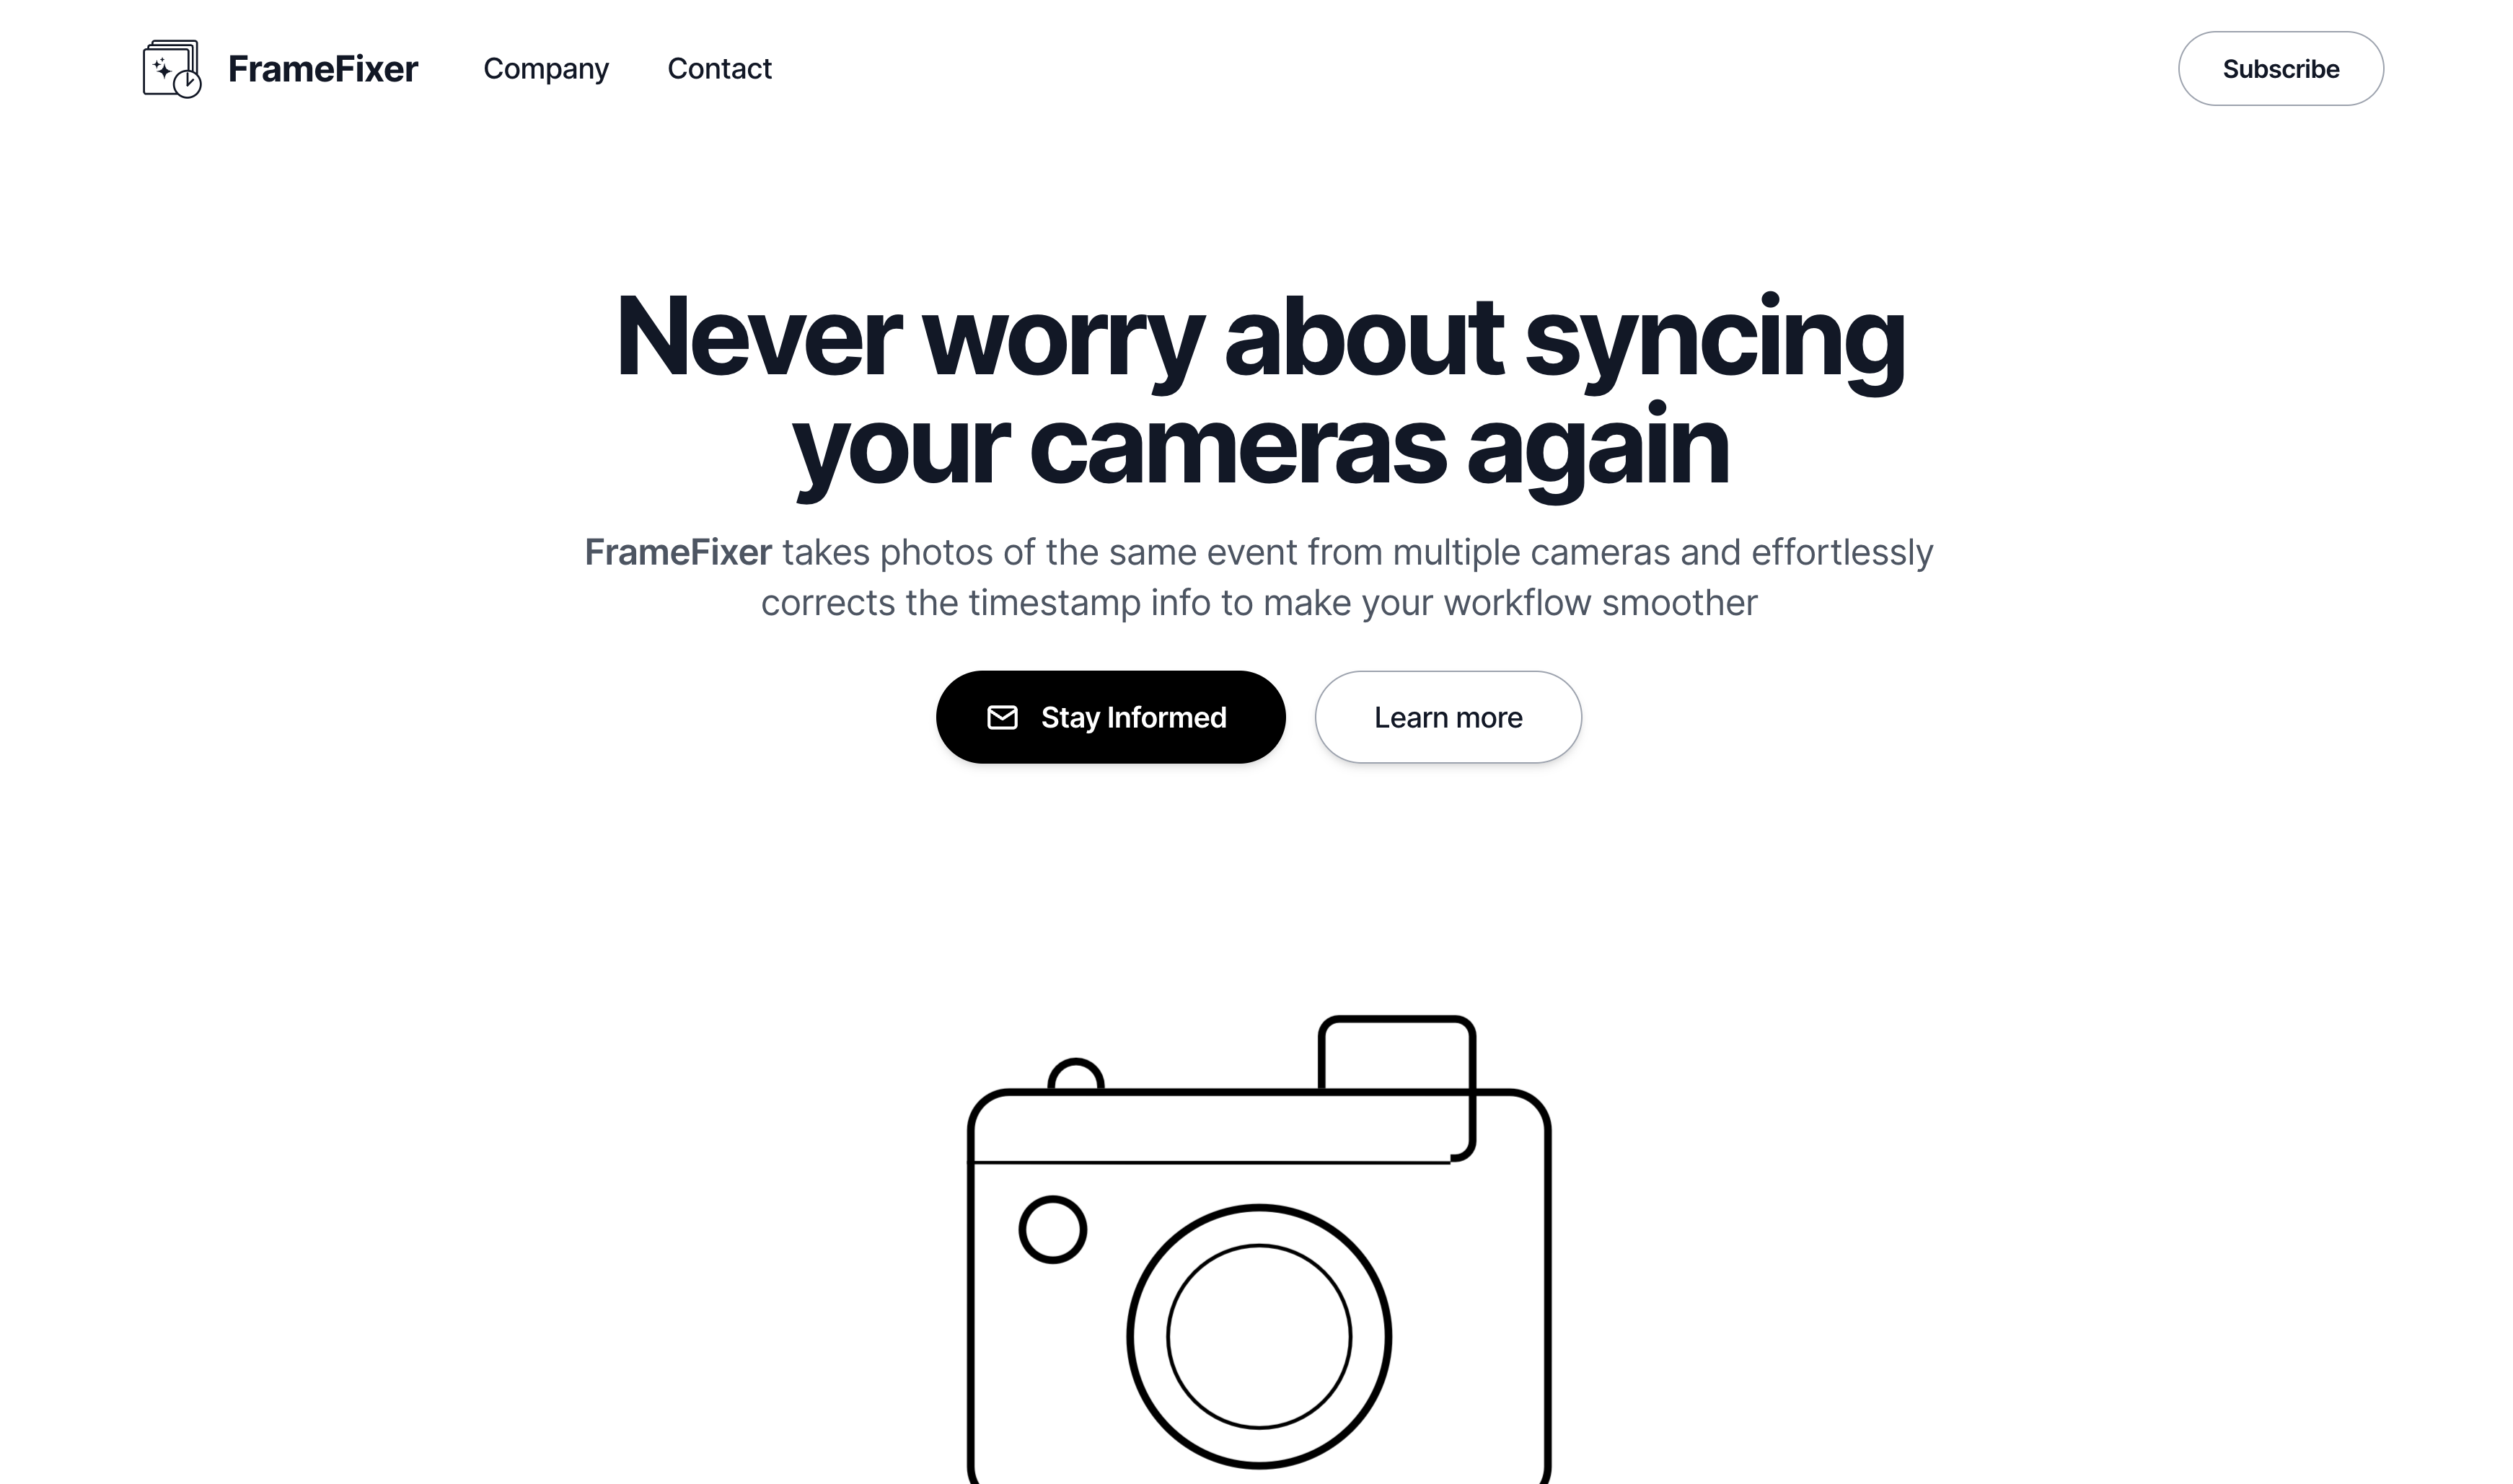 FrameFixer
Company
Contact
Subscribe
Never worry about syncing
your cameras again
FrameFixer takes photos of the same event from multiple cameras and effortlessly
corrects the timestamp info to make your workflow smoother
Stay Informed
Learn more